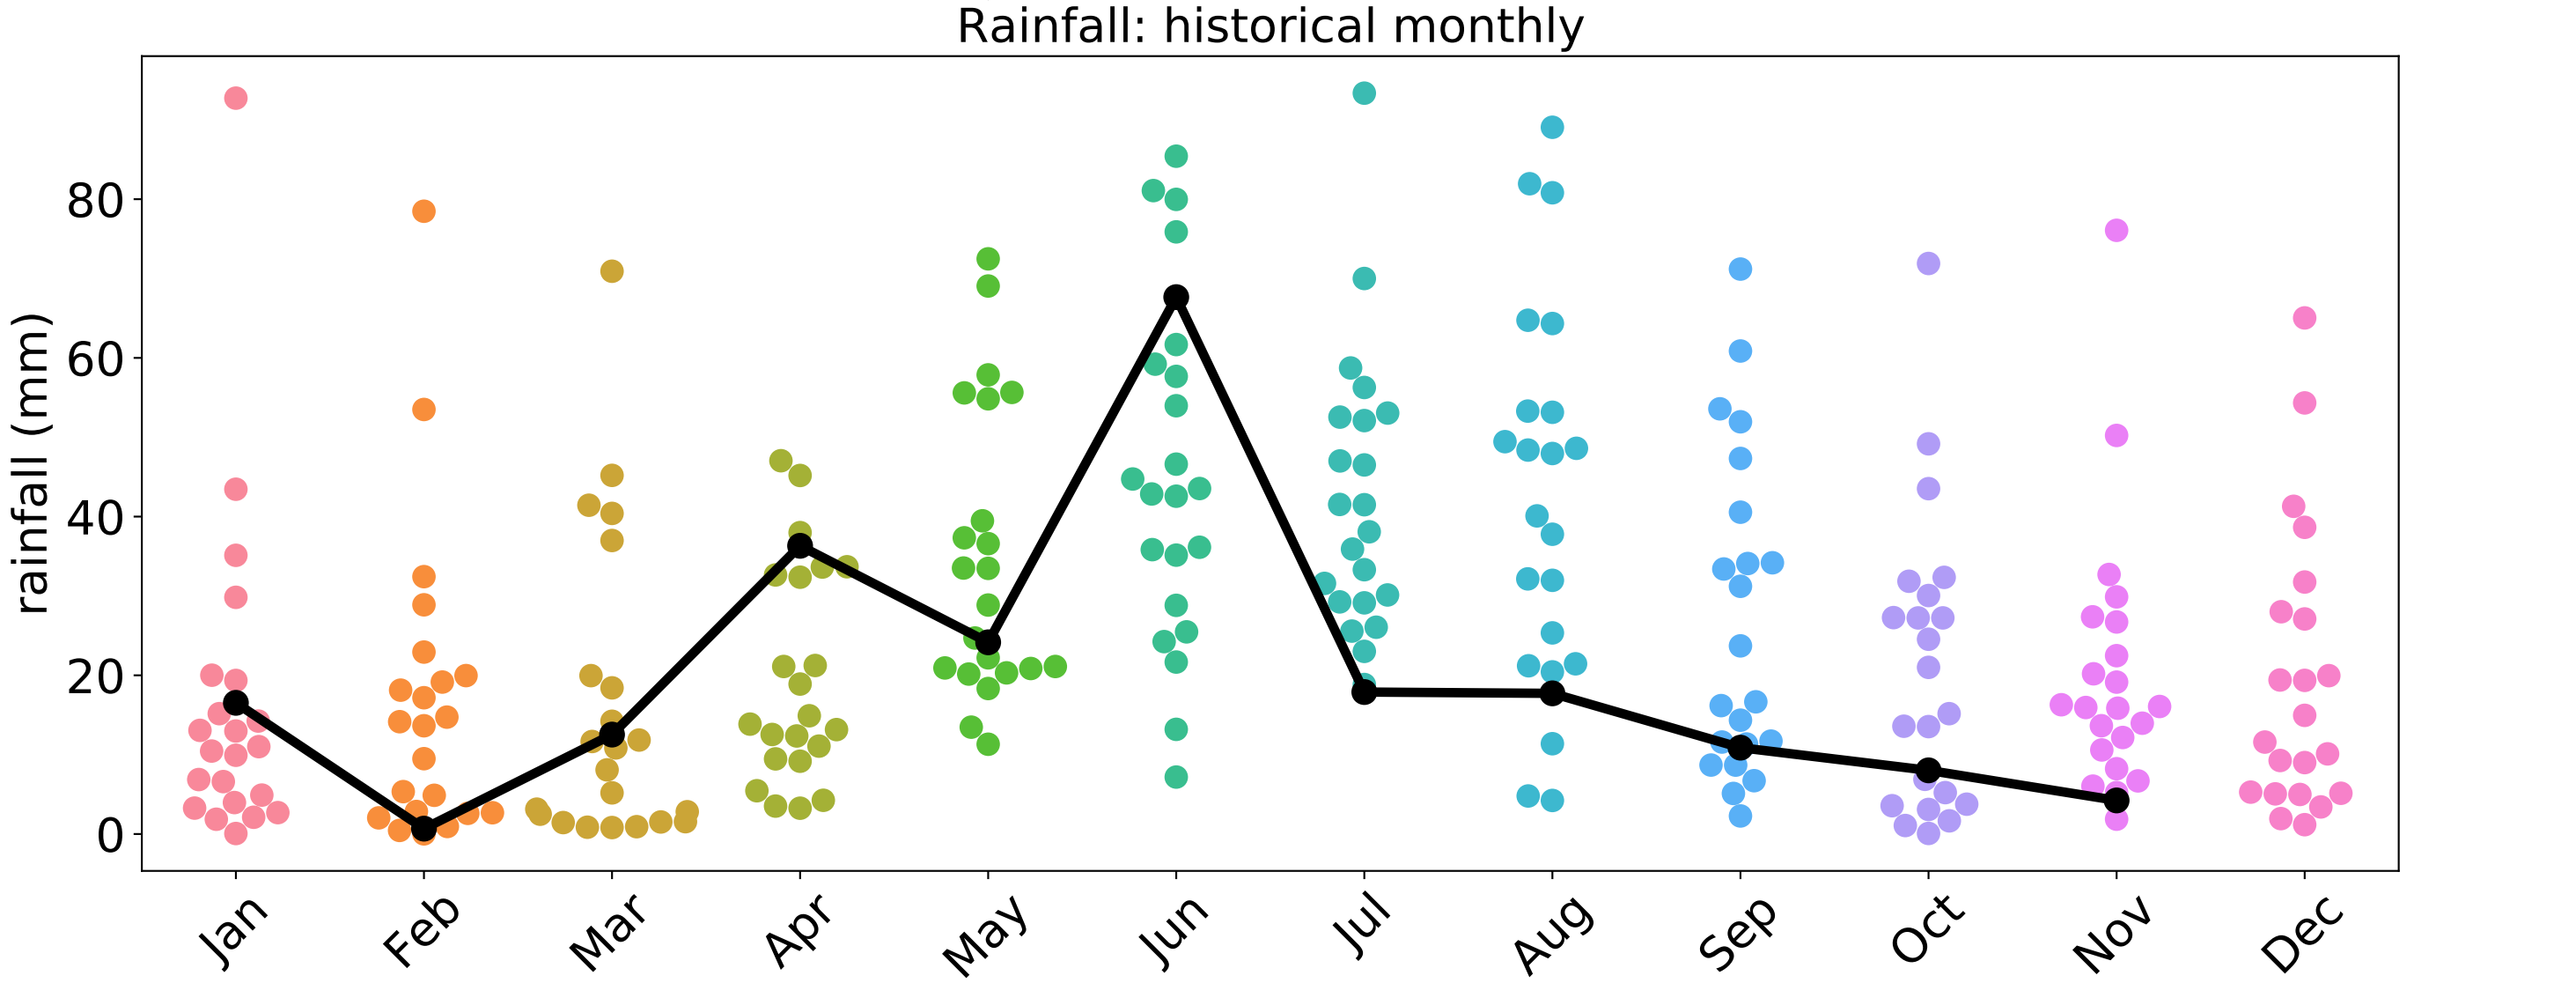 Rainfall: historical monthly
rainfall (mm)
80
60
40
20
0
Jan
Feb
Mar
Apr
May
Jun
Jul
Aug
Sep
Oct
Nov
Dec